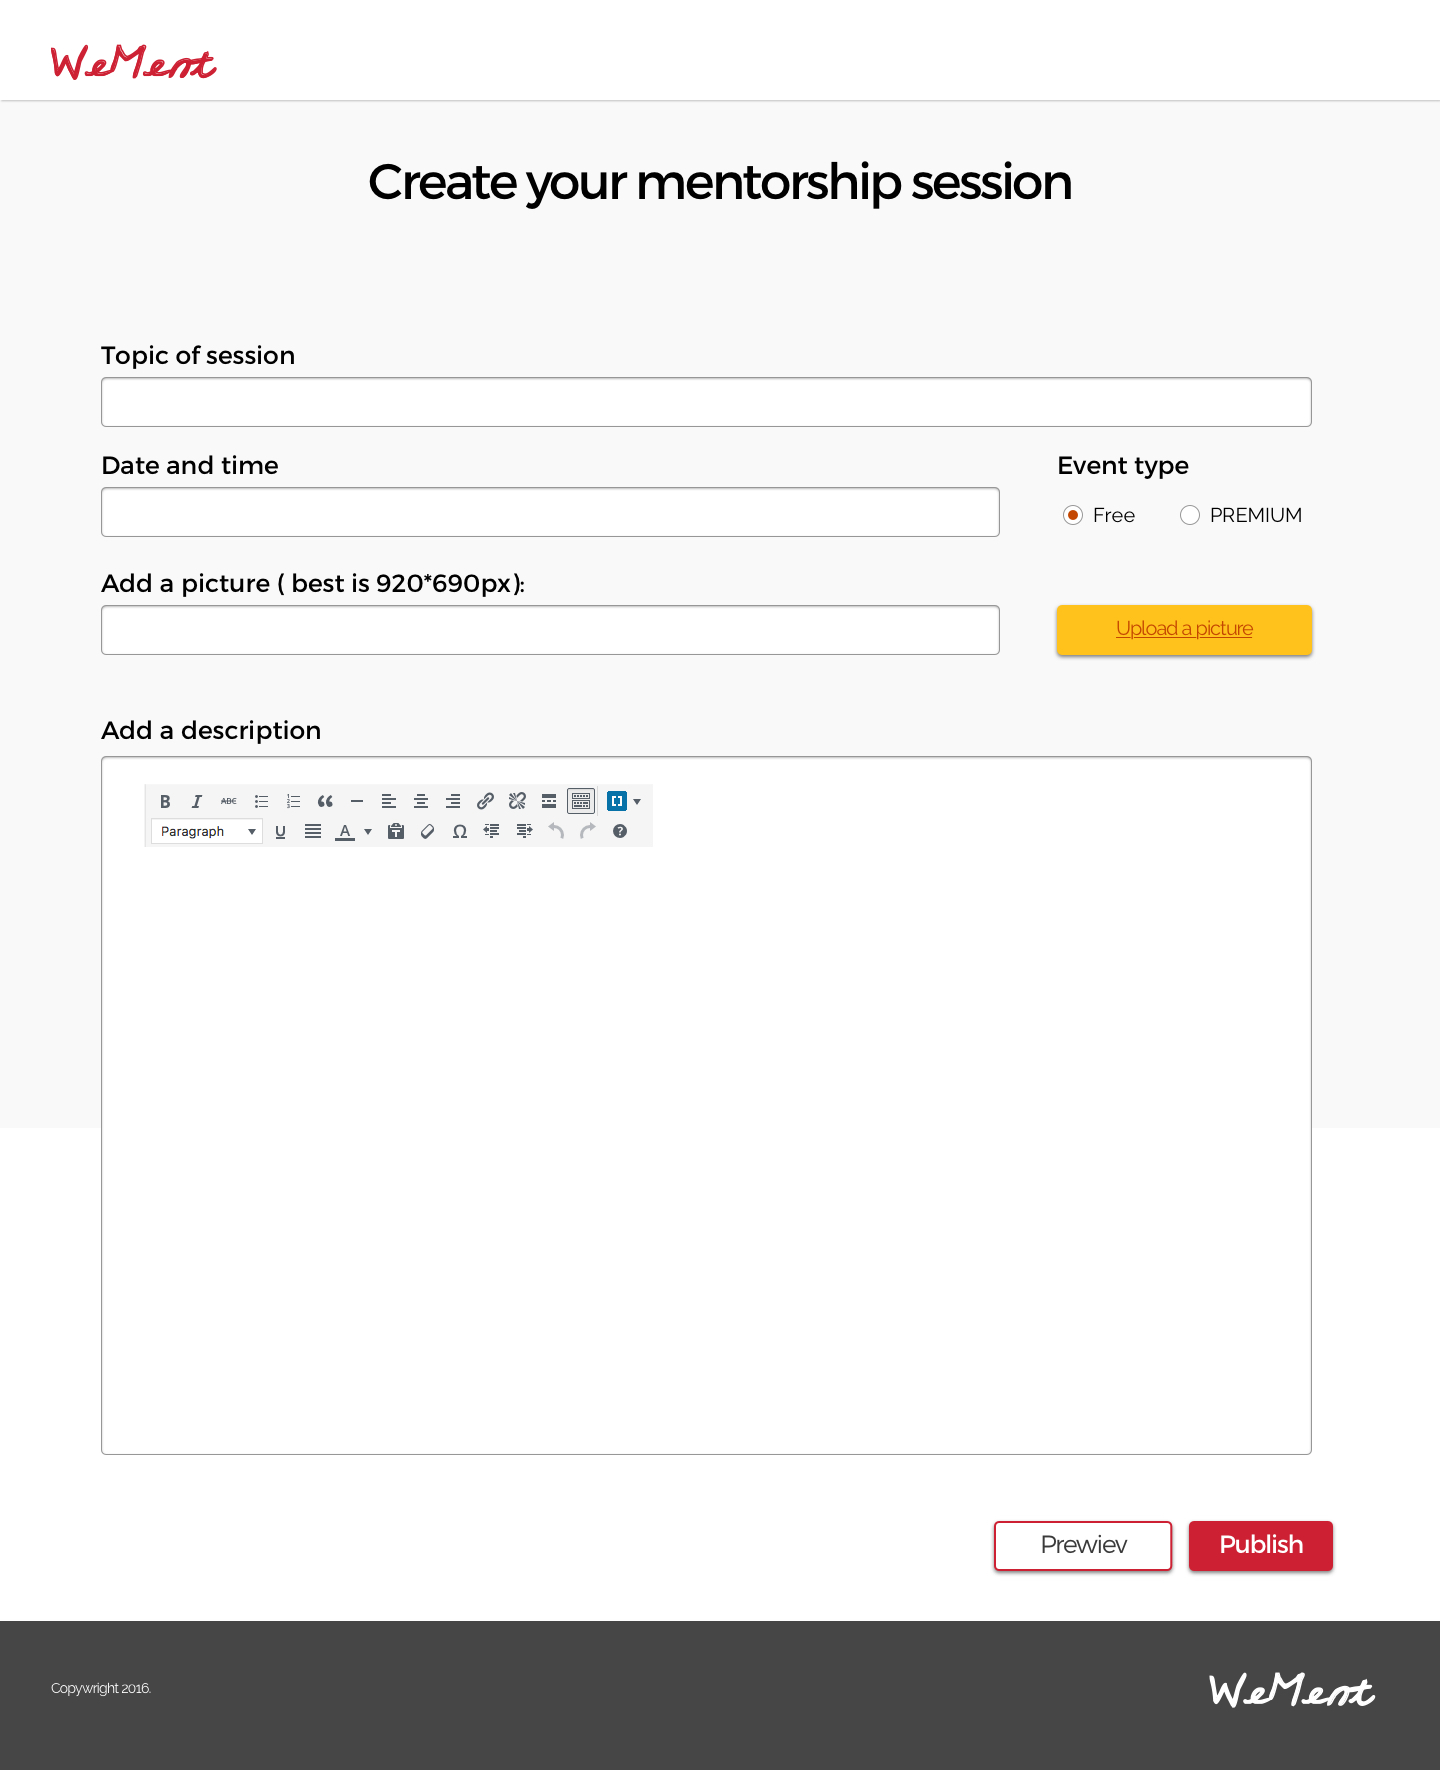 WeMent
Create your mentorship session
Topic of session
Date and time
Event type
Free
PREMIUM
Add a picture ( best is 920*690px):
Upload a picture
Add a description
B I ABC
Paragraph U A Ω
Prewiev
Publish
Copywright 2016.
WeMent